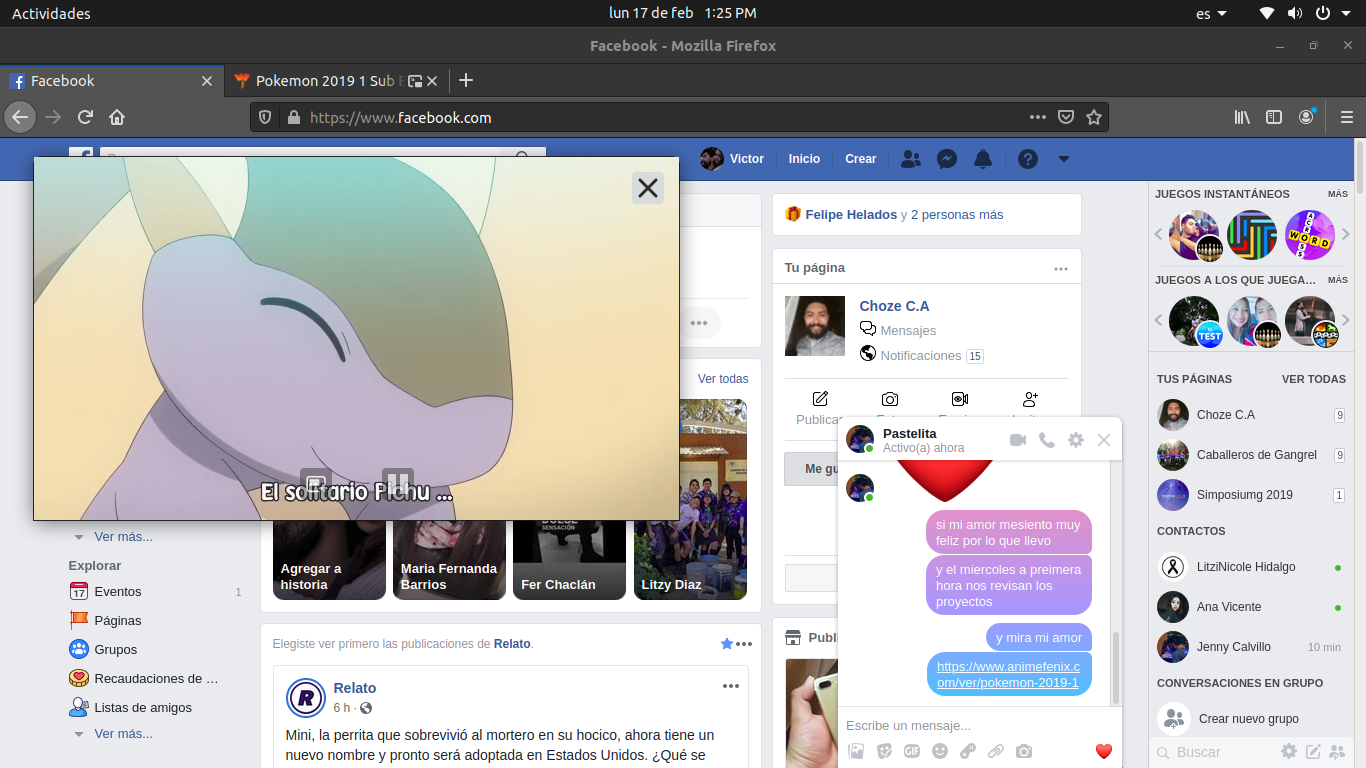 Actividades
lun 17 de feb 1:25 PM
es
Facebook - Mozilla Firefox
Facebook
Pokemon 2019 1 Sub E
https://www.facebook.com
Victor
Inicio
Crear
El solitario Pichu ...
Ver todas
Agregar a
historia
Maria Fernanda
Barrios
SENSACIÓN
Fer Chaclán
Litzy Diaz
Ver más...
Explorar
17
Eventos
1
Páginas
Grupos
Recaudaciones de ...
Listas de amigos
Ver más...
Elegiste ver primero las publicaciones de Relato.
R
Relato
6 h ·
Mini, la perrita que sobrevivió al mortero en su hocico, ahora tiene un
nuevo nombre y pronto será adoptada en Estados Unidos. ¿Qué se
Felipe Helados y 2 personas más
Tu página
Choze C.A
Mensajes
Notificaciones 15
Publicar
Me gu
Publi
Pastelita
Activo(a) ahora
si mi amor mesiento muy
feliz por lo que llevo
y el miercoles a preimera
hora nos revisan los
proyectos
y mira mi amor
https://www.animefenix.c
om/ver/pokemon-2019-1
Escribe un mensaje...
GIF
JUEGOS INSTANTÁNEOS
MÁS
ACROSS
WORD
JUEGOS A LOS QUE JUEGA...
MÁS
EL
TEST
TUS PÁGINAS
VER TODAS
Choze C.A
9
Caballeros de Gangrel
9
Simposiumg 2019
1
CONTACTOS
LitziNicole Hidalgo
Ana Vicente
Jenny Calvillo
10 min
CONVERSACIONES EN GRUPO
Crear nuevo grupo
Buscar